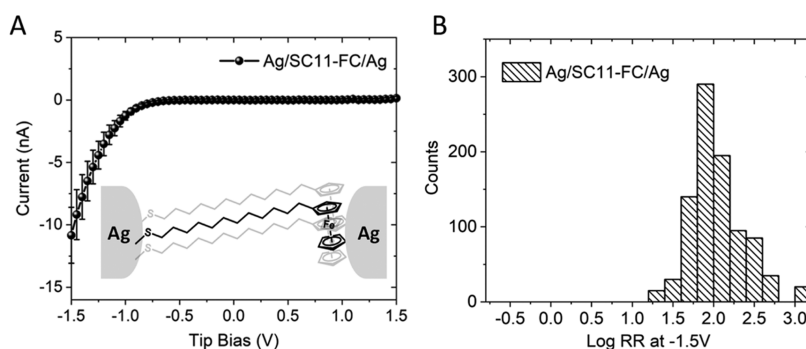 A
Ag/SC11-FC/Ag
Current (nA)
5
0
-5
-10
-15
Ag
S
S
S
Fe
Ag
-1.5 -1.0 -0.5 0.0 0.5 1.0 1.5
Tip Bias (V)
B
Ag/SC11-FC/Ag
Counts
300
200
100
0
-0.5 0.0 0.5 1.0 1.5 2.0 2.5 3.0
Log RR at -1.5V